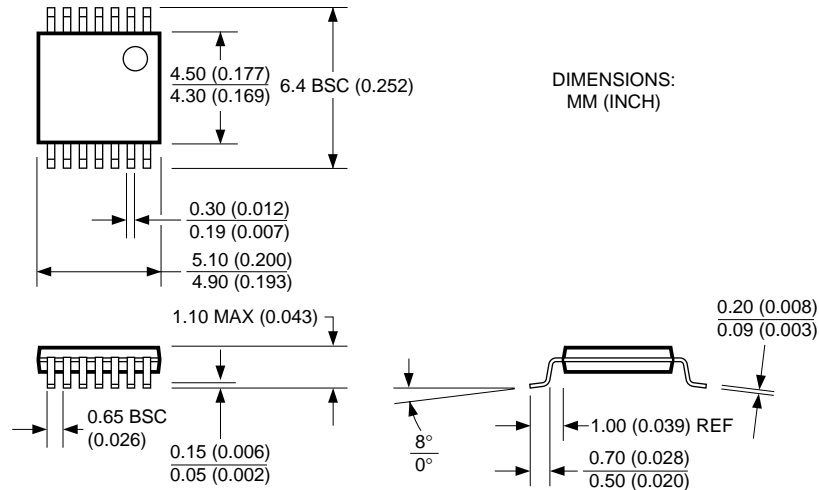 4.50 (0.177)
4.30 (0.169)
6.4 BSC (0.252)
DIMENSIONS:
MM (INCH)
0.30 (0.012)
0.19 (0.007)
5.10 (0.200)
4.90 (0.193)
1.10 MAX (0.043)
0.20 (0.008)
0.09 (0.003)
0.65 BSC
(0.026)
0.15 (0.006)
0.05 (0.002)
8°
0°
1.00 (0.039) REF
0.70 (0.028)
0.50 (0.020)